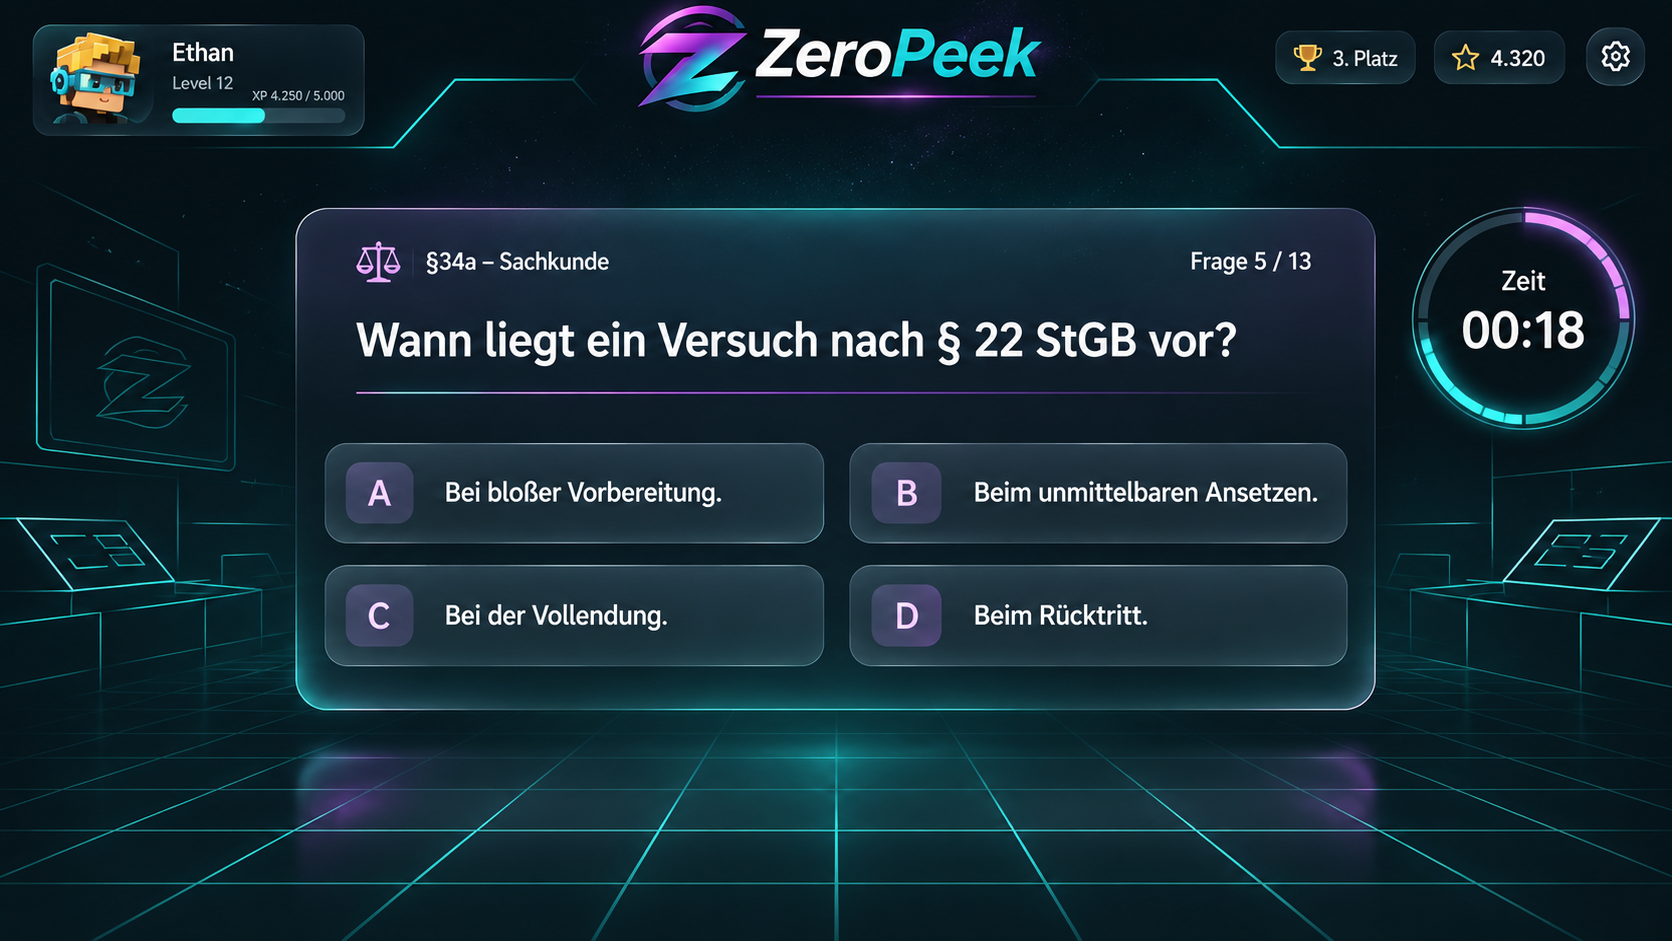 Ethan
Level 12
XP 4.250 / 5.000
ZeroPeek
3. Platz
4.320
§34a – Sachkunde
Frage 5 / 13
Wann liegt ein Versuch nach § 22 StGB vor?
Zeit
00:18
A Bei bloßer Vorbereitung.
B Beim unmittelbaren Ansetzen.
C Bei der Vollendung.
D Beim Rücktritt.